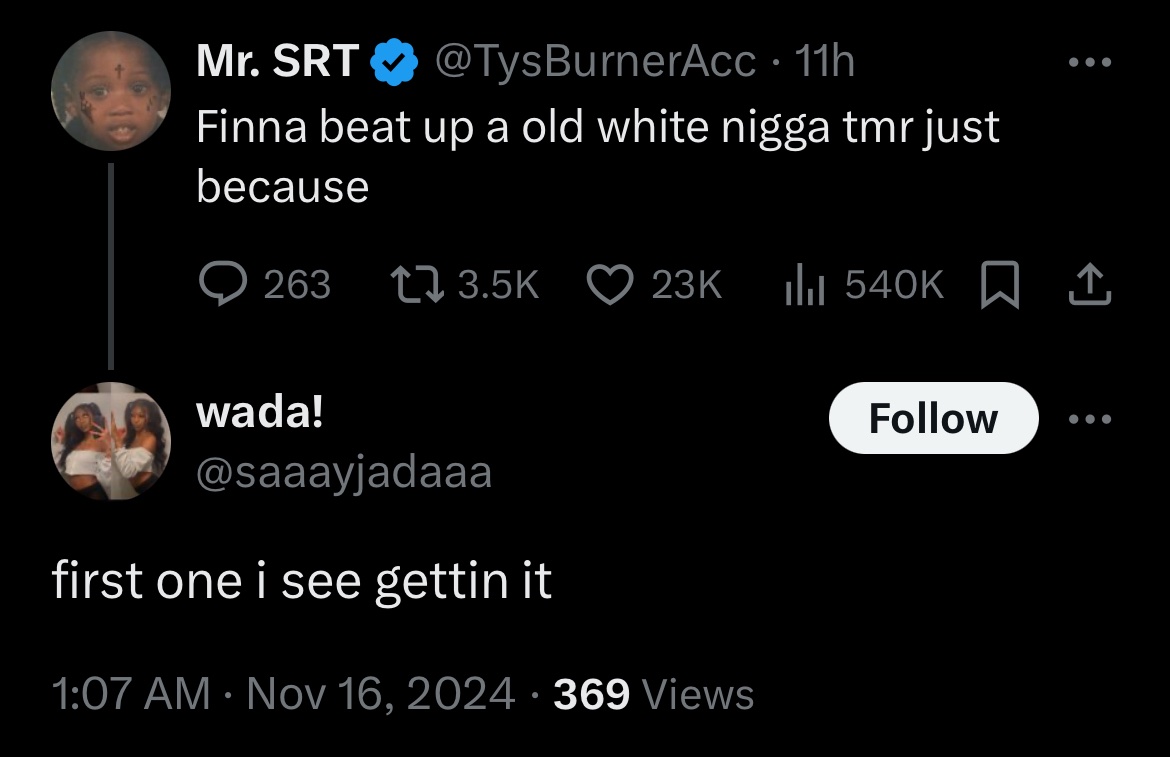 Mr. SRT @TysBurnerAcc · 11h
Finna beat up a old white nigga tmr just
because
263 3.5K 23K 540K
wada! Follow
@saaayjadaaa
first one i see gettin it
1:07 AM · Nov 16, 2024 · 369 Views